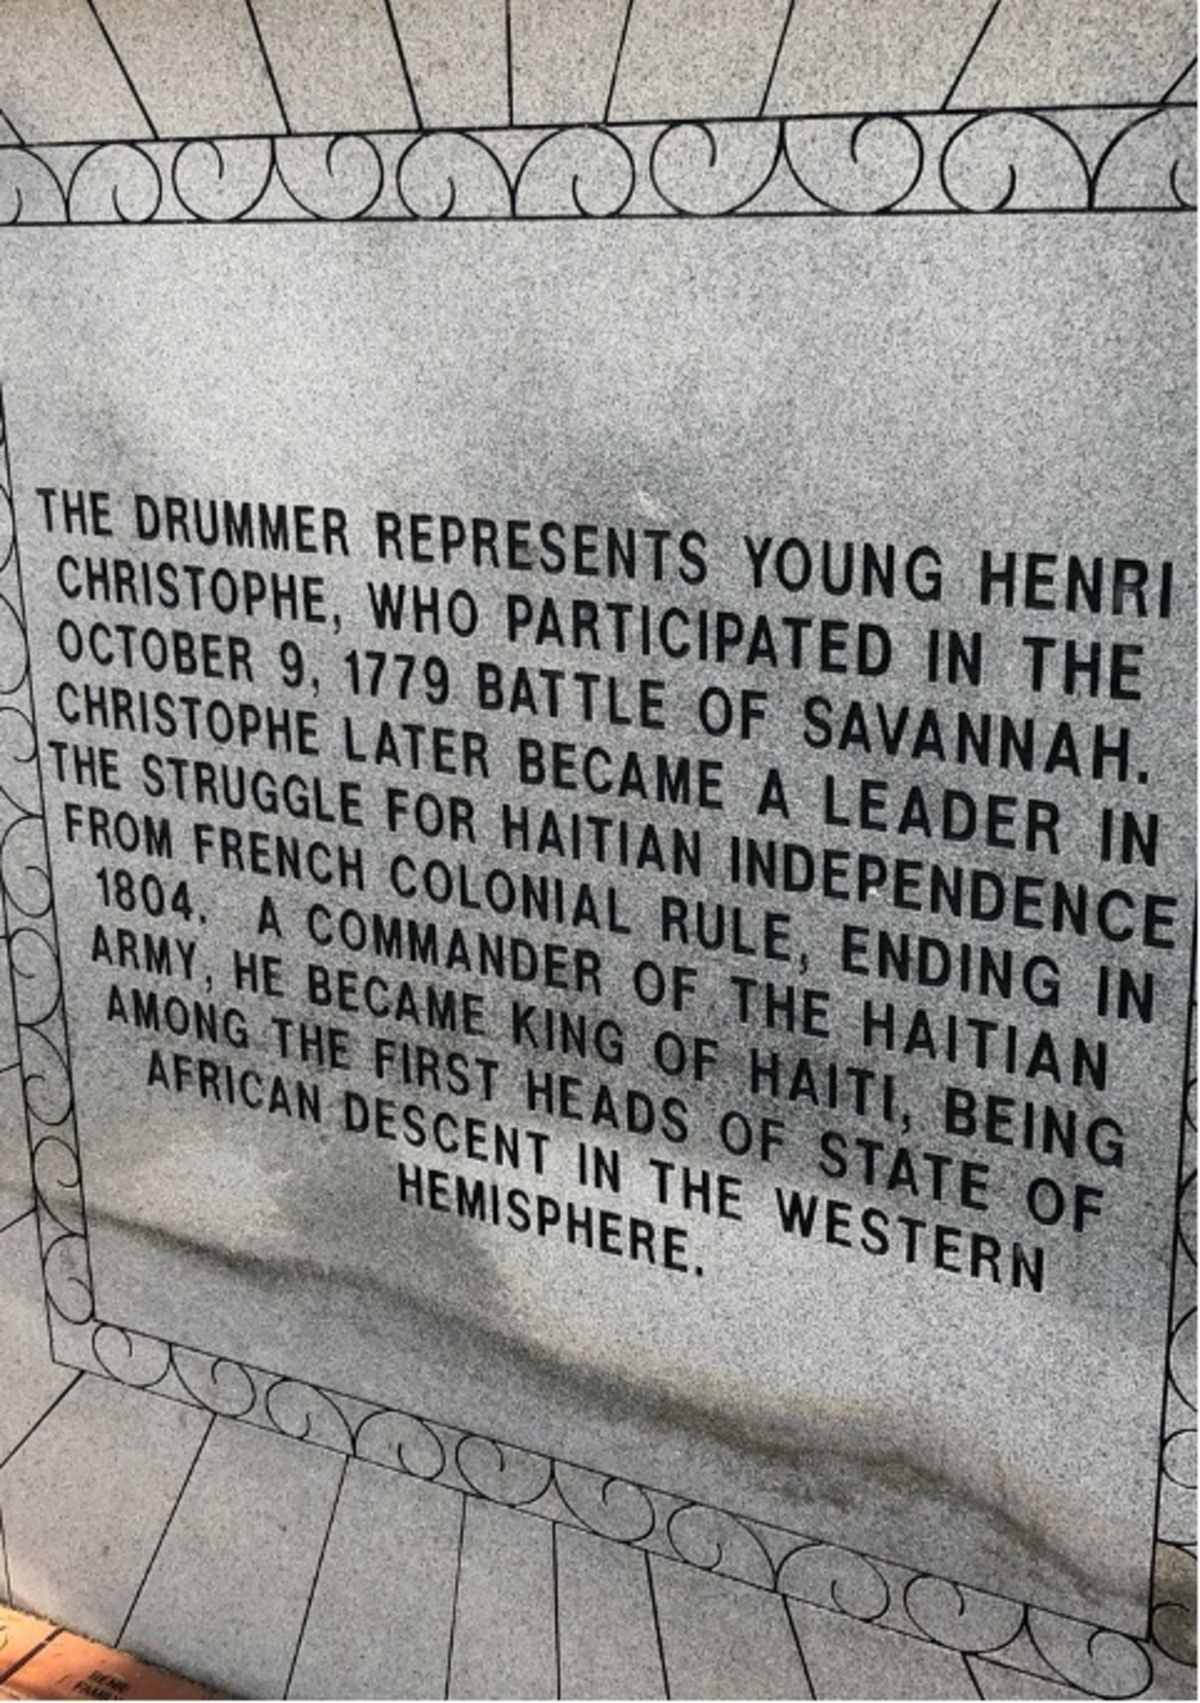 THE DRUMMER REPRESENTS YOUNG HENRI
CHRISTOPHE, WHO PARTICIPATED IN THE
OCTOBER 9, 1779 BATTLE OF SAVANNAH.
CHRISTOPHE LATER BECAME A LEADER IN
THE STRUGGLE FOR HAITIAN INDEPENDENCE
FROM FRENCH COLONIAL RULE, ENDING IN
1804. A COMMANDER OF THE HAITIAN
ARMY, HE BECAME KING OF HAITI, BEING
AMONG THE FIRST HEADS OF STATE OF
AFRICAN DESCENT IN THE WESTERN
HEMISPHERE.
FAMILY